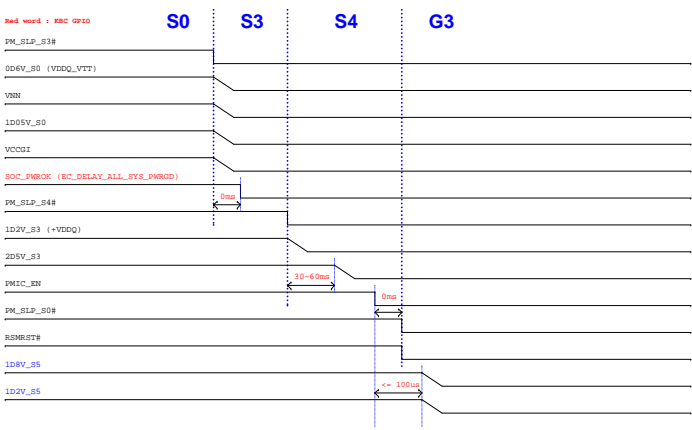 S0 S3 S4 G3
Red word : KBC GPIO
PM_SLP_S3#
0D6V_S0 (VDDQ_VTT)
VNN
1D05V_S0
VCCGI
SOC_PWROK (EC_DELAY_ALL_SYS_PWRGD)
0ms
PM_SLP_S4#
1D2V_S3 (+VDDQ)
2D5V_S3
30~60ms
PMIC_EN
0ms
PM_SLP_S0#
RSMRST#
1D8V_S5
<= 100us
1D2V_S5